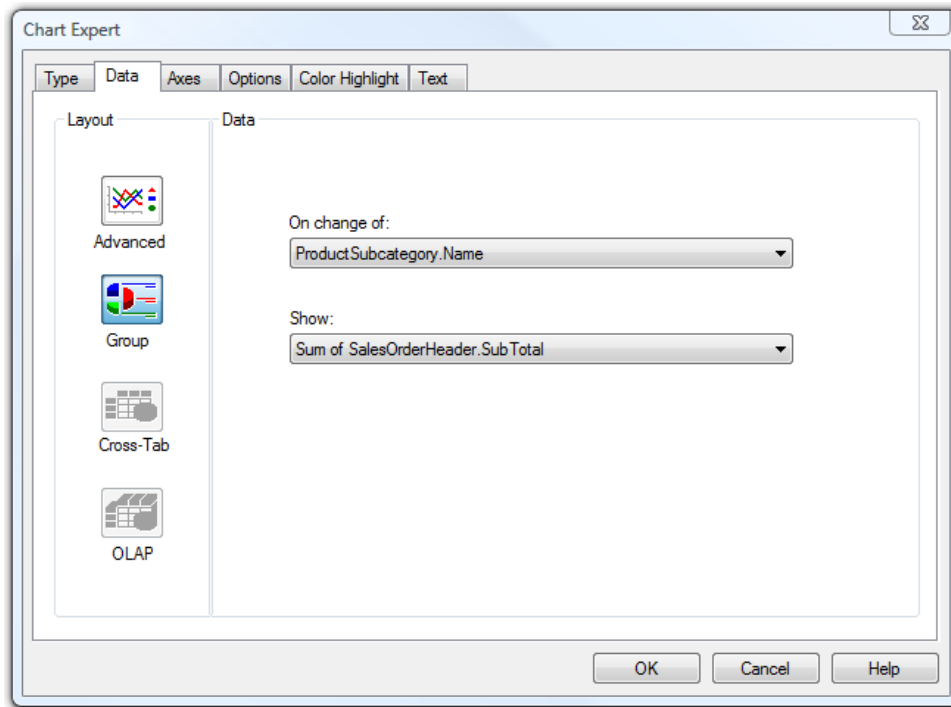 Chart Expert
Type Data Axes Options Color Highlight Text
Layout Data
Advanced
On change of:
ProductSubcategory.Name
Group
Show:
Sum of SalesOrderHeader.SubTotal
Cross-Tab
OLAP
OK Cancel Help